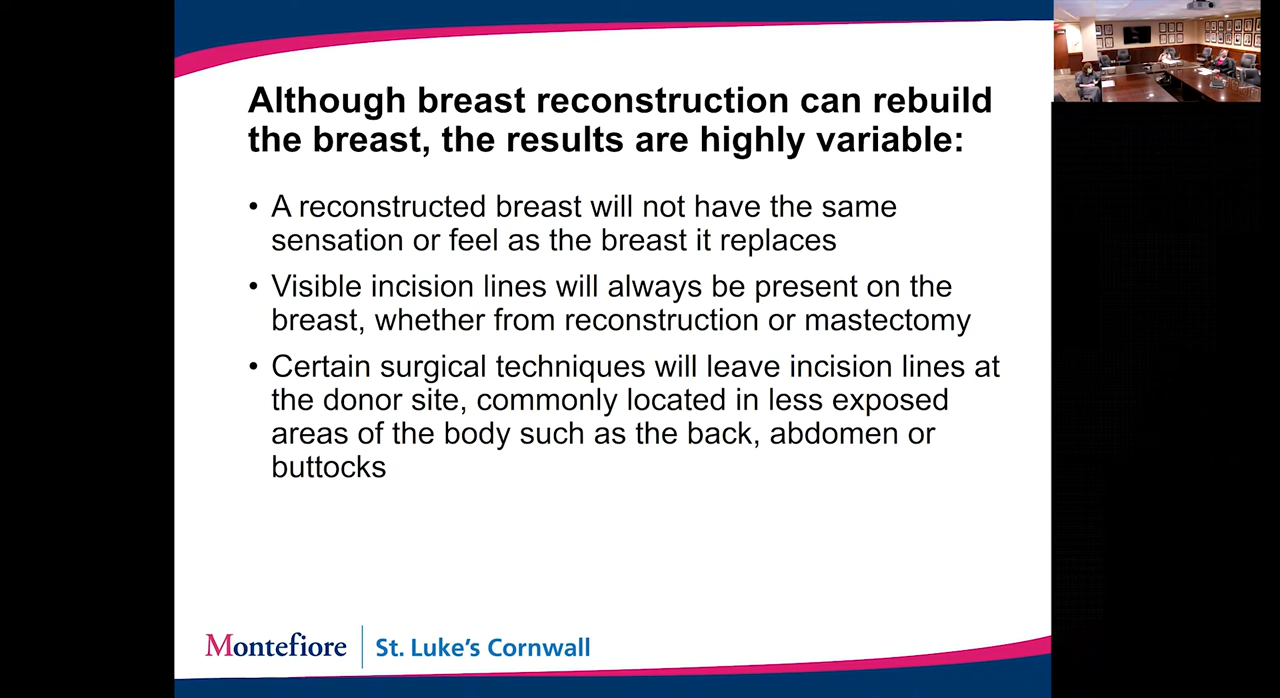 Although breast reconstruction can rebuild
the breast, the results are highly variable:
• A reconstructed breast will not have the same
sensation or feel as the breast it replaces
• Visible incision lines will always be present on the
breast, whether from reconstruction or mastectomy
• Certain surgical techniques will leave incision lines at
the donor site, commonly located in less exposed
areas of the body such as the back, abdomen or
buttocks
Montefiore | St. Luke's Cornwall